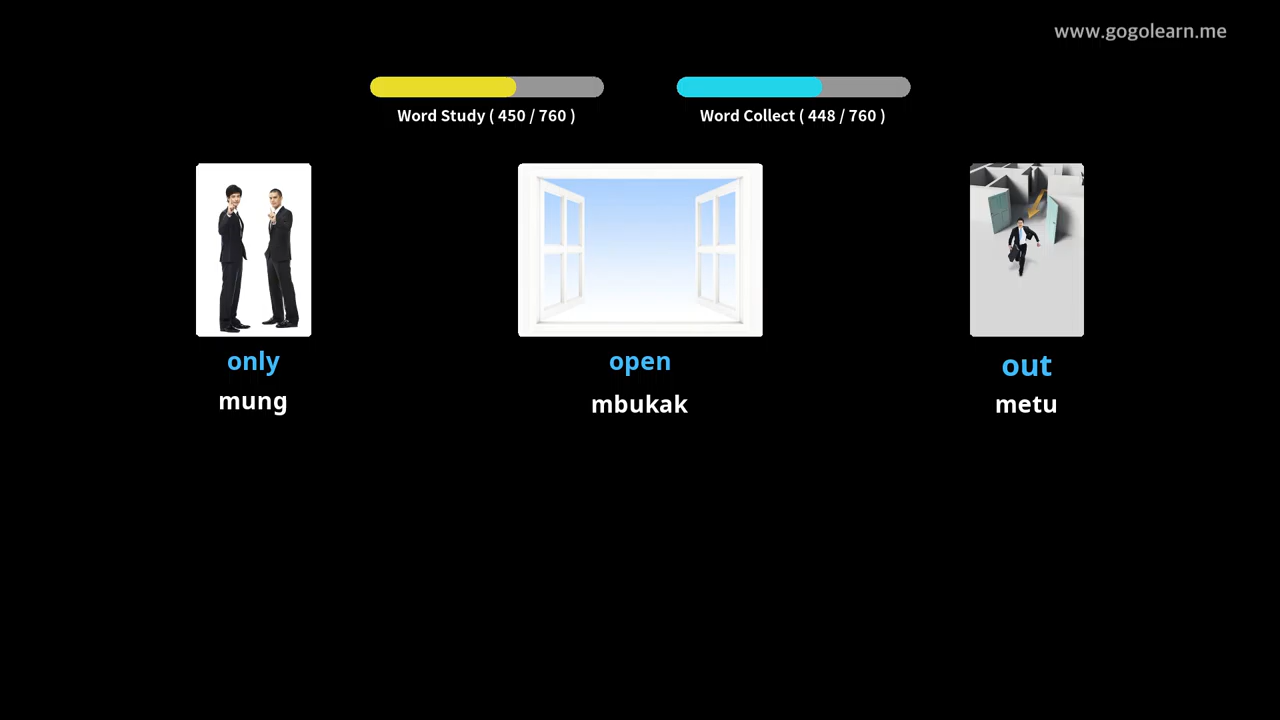 www.gogolearn.me
Word Study ( 450 / 760 )
Word Collect ( 448 / 760 )
only
open
out
mung
mbukak
metu